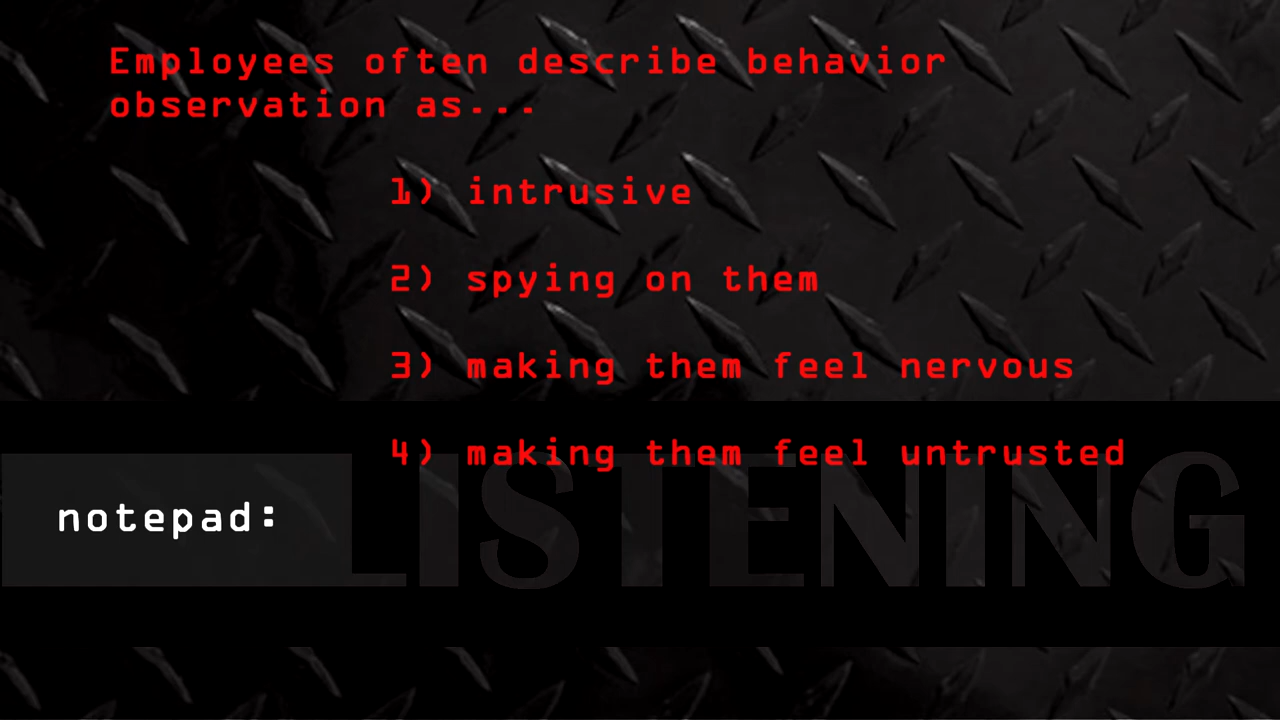 Employees often describe behavior
observation as...
1) intrusive
2) spying on them
3) making them feel nervous
4) making them feel untrusted
notepad:
LISTENING